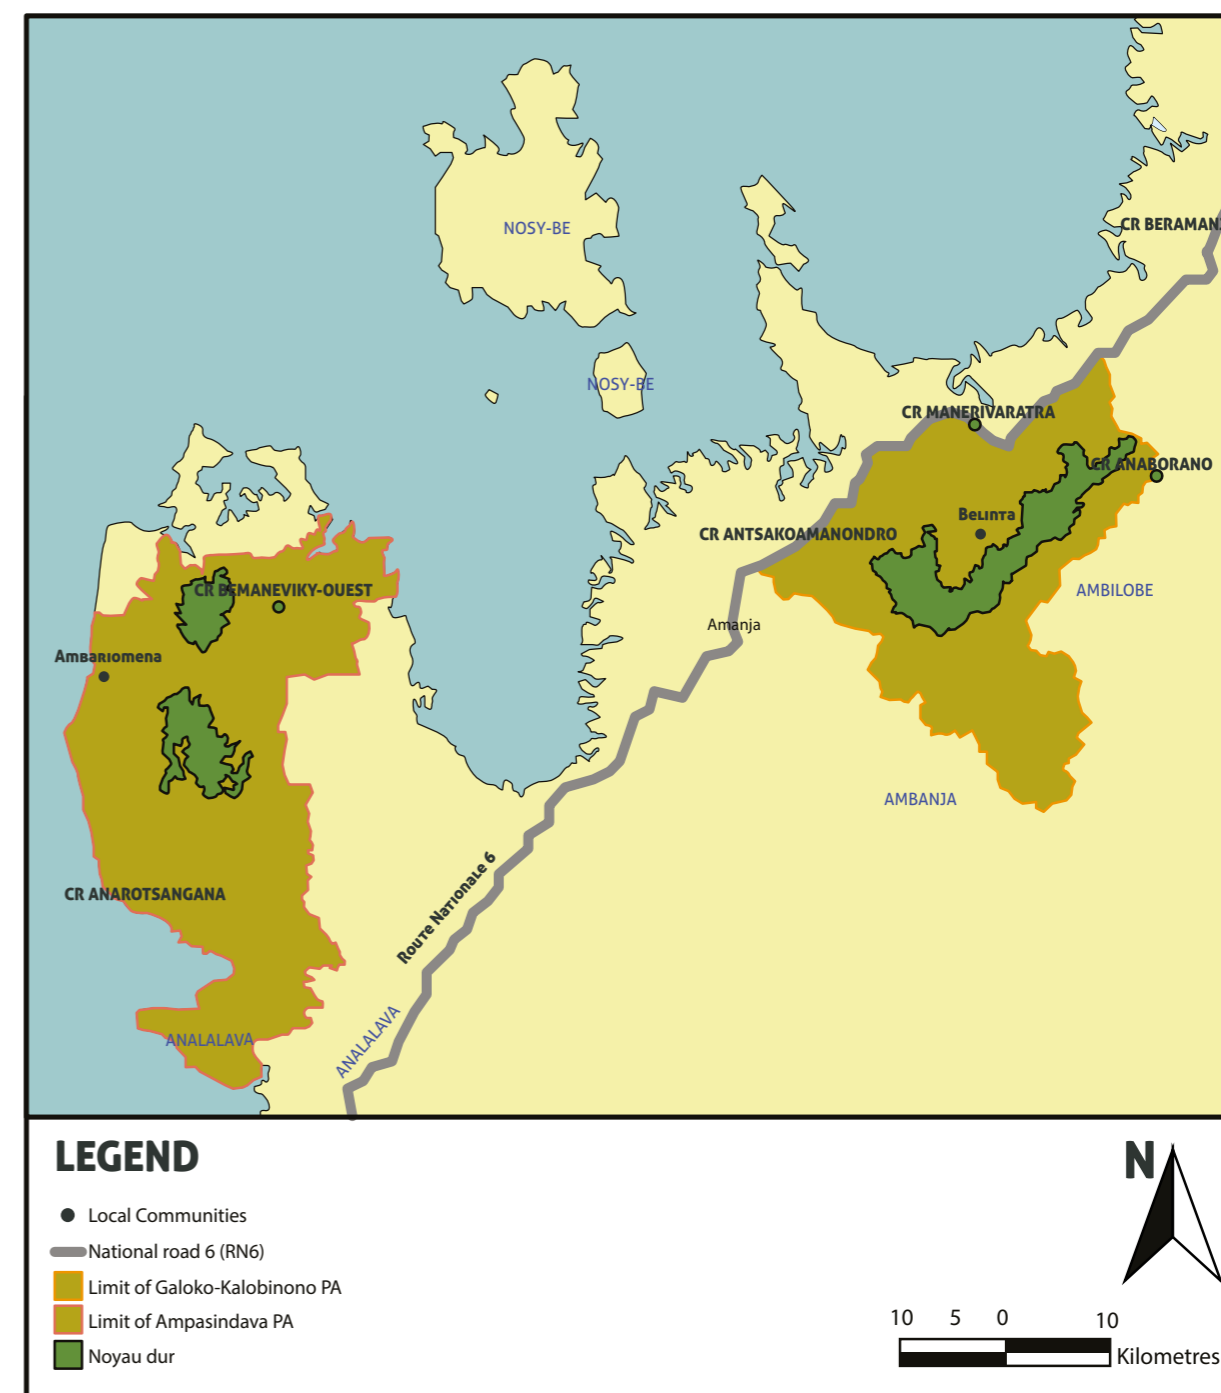 NOSY-BE
CR BERAMAN
NOSY-BE
CR MANERIVARATRA
CR ANABORANO
Belinta
CR ANTSAKOAMANONDRO
CR BEMANEVIKY-OUEST
AMBILOBE
Amanja
Ambariomena
AMBANJA
Route Nationale 6
CR ANAROTSANGANA
ANALALAVA
ANALALAVA
LEGEND
N
Local Communities
National road 6 (RN6)
Limit of Galoko-Kalobinono PA
Limit of Ampasindava PA
Noyau dur
10 5 0 10
Kilometres